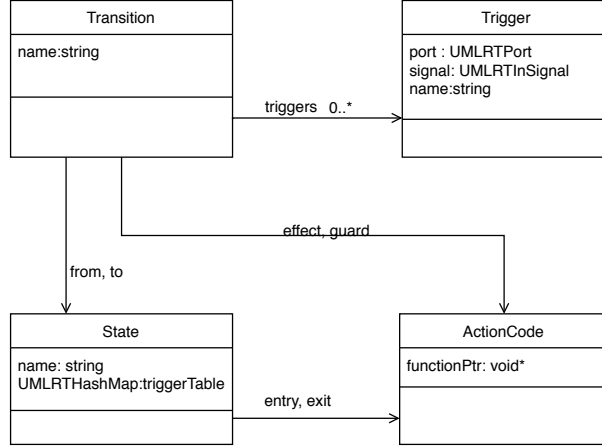 Transition
name:string
Trigger
port : UMLRTPort
signal: UMLRTInSignal
name:string
triggers 0..*
effect, guard
from, to
State
name: string
UMLRTHashMap:triggerTable
entry, exit
ActionCode
functionPtr: void*